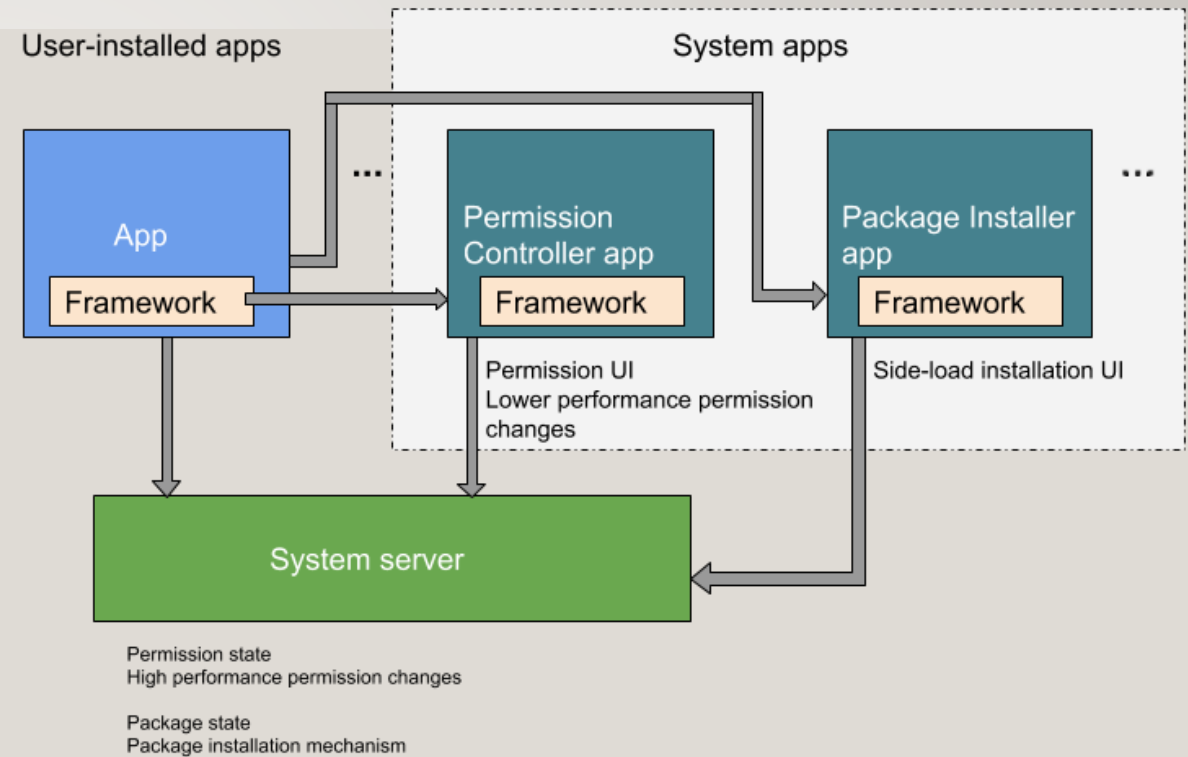 User-installed apps
System apps
...
...
App
Framework
Permission
Controller app
Framework
Package Installer
app
Framework
Permission UI
Lower performance permission
changes
Side-load installation UI
System server
Permission state
High performance permission changes
Package state
Package installation mechanism